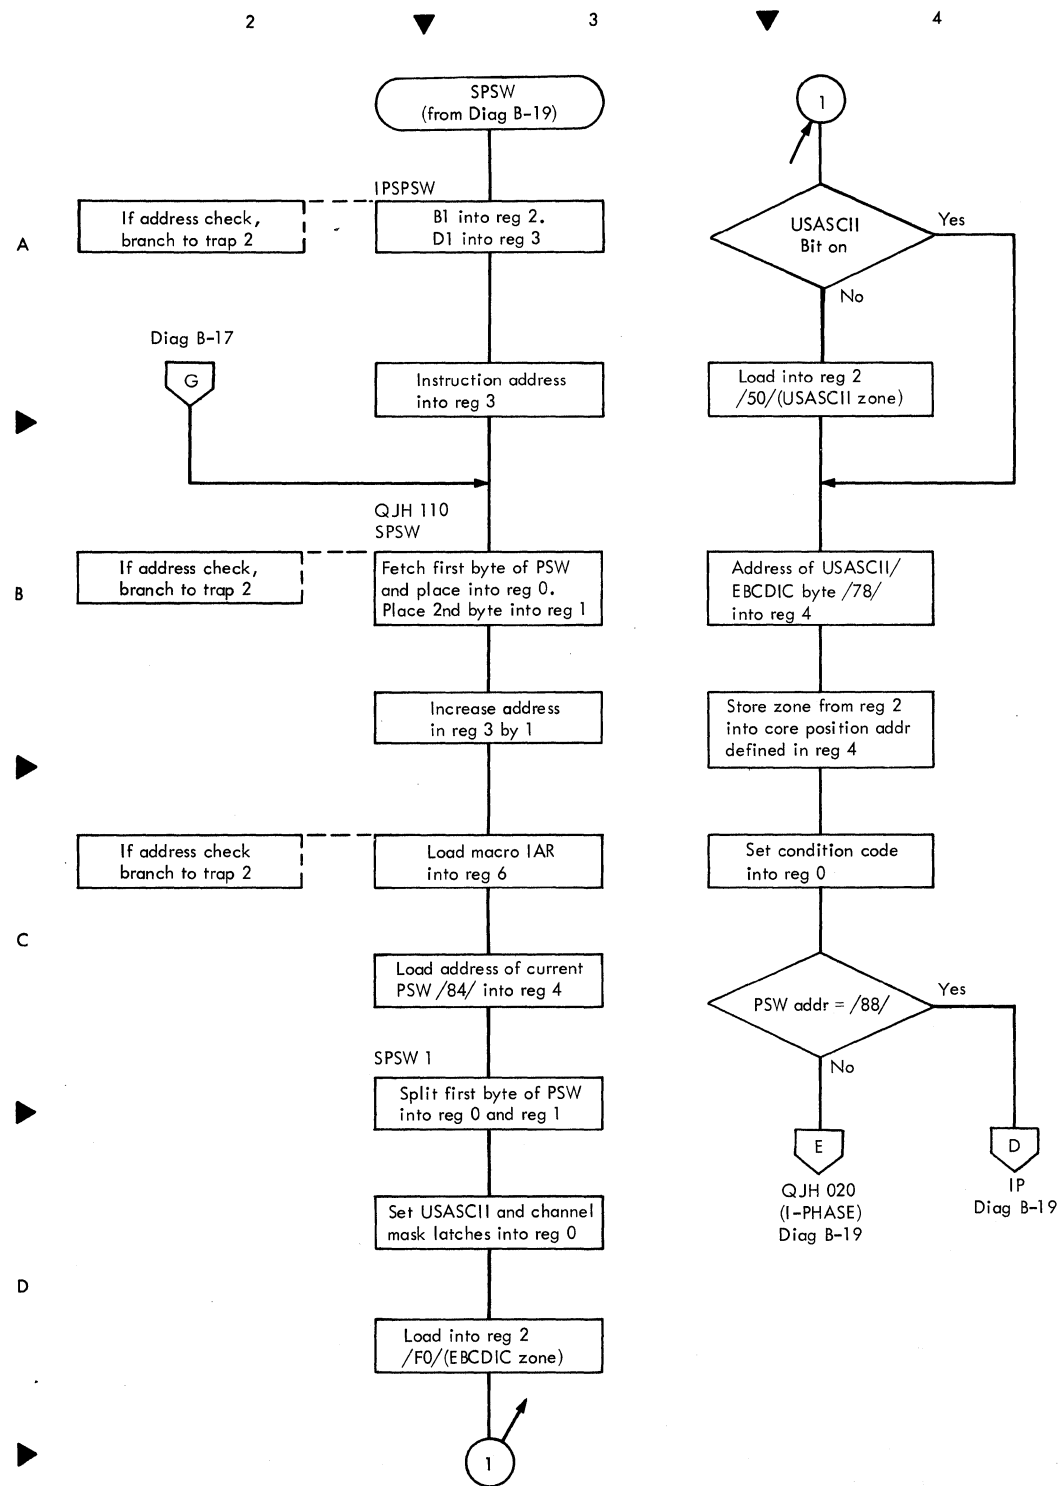 2
3
4
SPSW
(from Diag B-19)
IPSPSW
If address check,
branch to trap 2
B1 into reg 2.
D1 into reg 3
A
Diag B-17
G
Instruction address
into reg 3
QJH 110
SPSW
If address check,
branch to trap 2
Fetch first byte of PSW
and place into reg 0.
Place 2nd byte into reg 1
B
Increase address
in reg 3 by 1
If address check
branch to trap 2
Load macro IAR
into reg 6
C
Load address of current
PSW /84/ into reg 4
SPSW 1
Split first byte of PSW
into reg 0 and reg 1
Set USASCII and channel
mask latches into reg 0
D
Load into reg 2
/F0/(EBCDIC zone)
1
1
USASCII
Bit on
Yes
No
Load into reg 2
/50/(USASCII zone)
Address of USASCII/
EBCDIC byte /78/
into reg 4
Store zone from reg 2
into core position addr
defined in reg 4
Set condition code
into reg 0
PSW addr = /88/
Yes
No
E
QJH 020
(I-PHASE)
Diag B-19
D
IP
Diag B-19